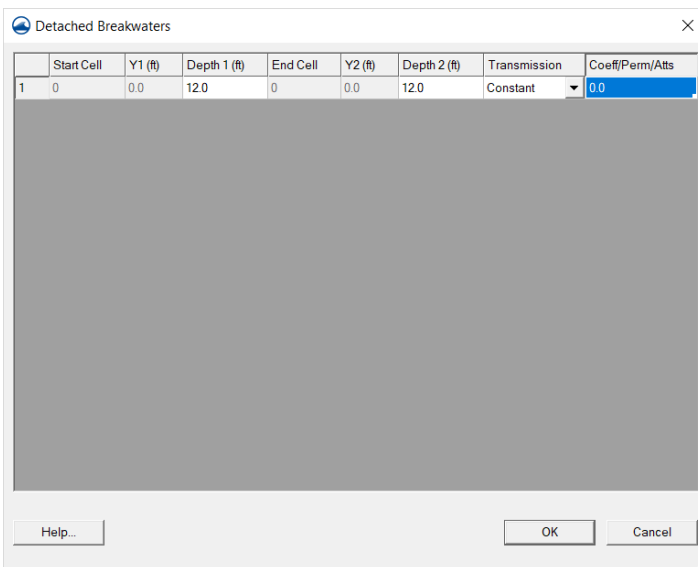 Detached Breakwaters
Start Cell Y1 (ft) Depth 1 (ft) End Cell Y2 (ft) Depth 2 (ft) Transmission Coeff/Perm/Atts
1 0 0.0 12.0 0 0.0 12.0 Constant 0.0
Help... OK Cancel